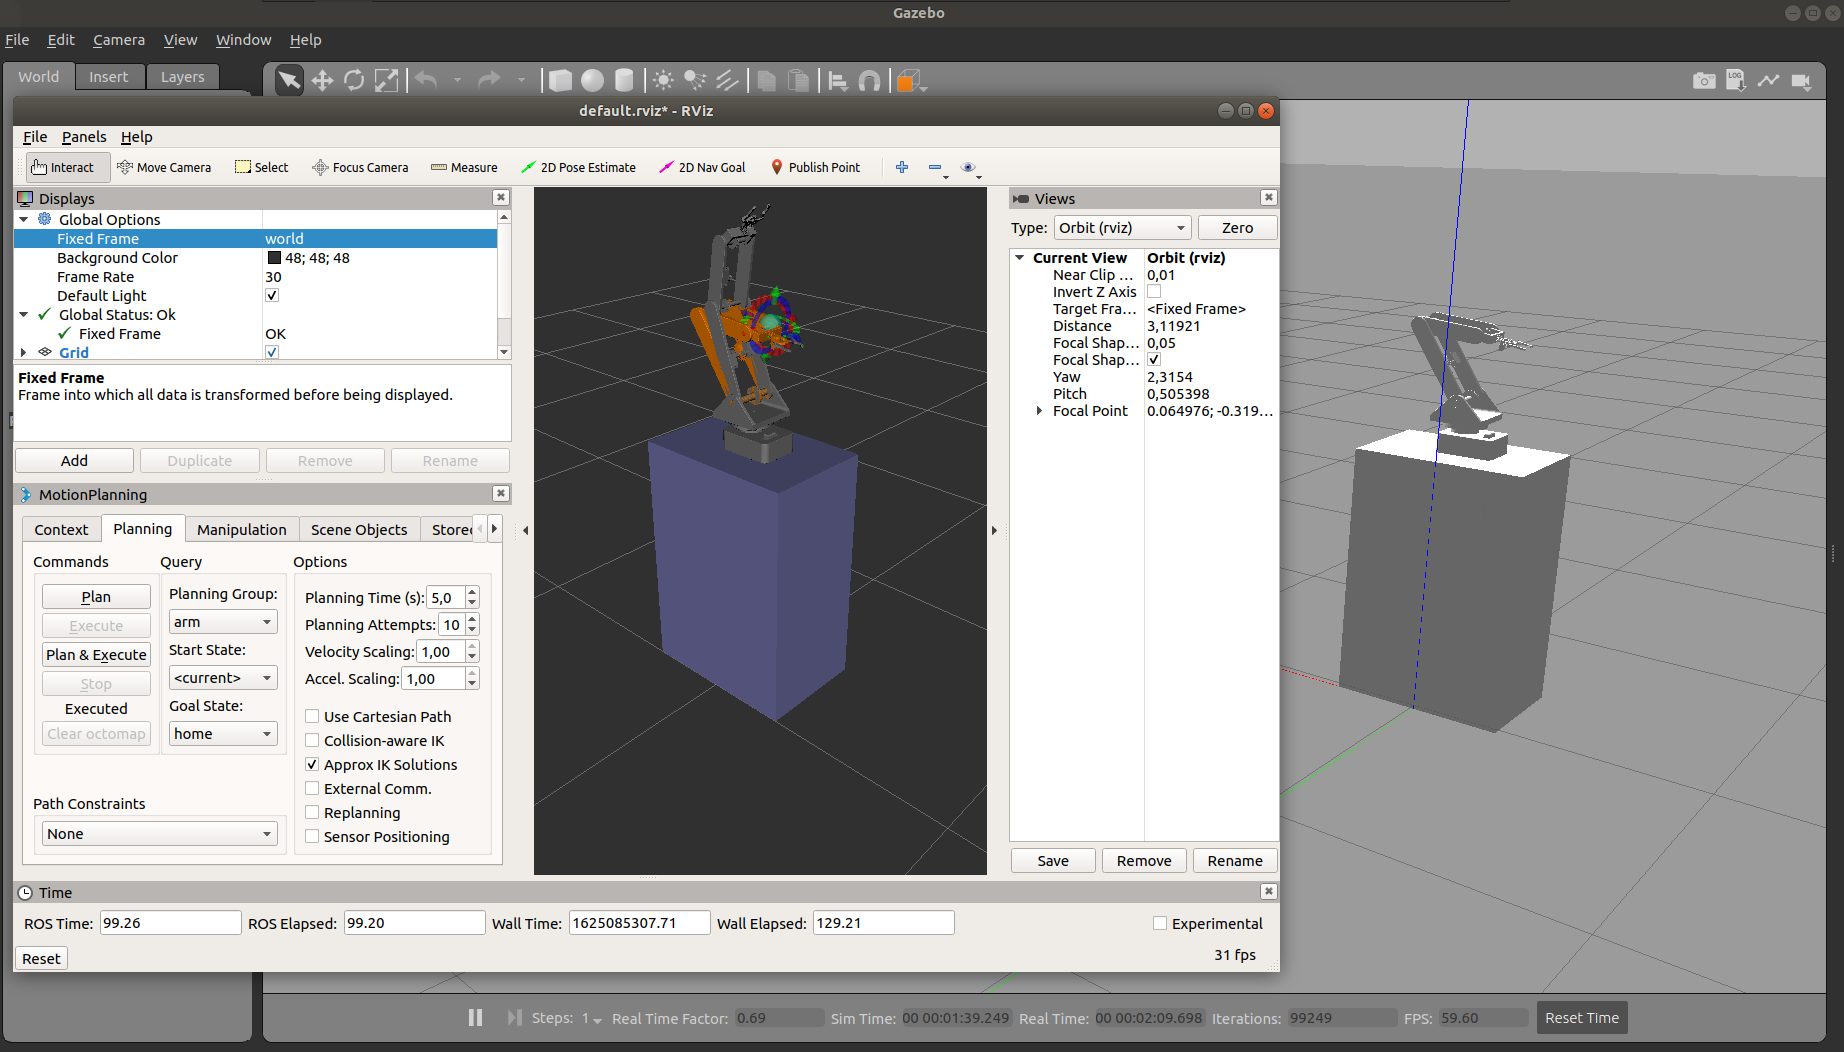 Gazebo
File Edit Camera View Window Help
World Insert Layers
default.rviz* - RViz
File Panels Help
Interact Move Camera Select Focus Camera Measure 2D Pose Estimate 2D Nav Goal Publish Point
Displays
Global Options
Fixed Frame world
Background Color 48; 48; 48
Frame Rate 30
Default Light
Global Status: Ok
Fixed Frame OK
Grid
Fixed Frame
Frame into which all data is transformed before being displayed.
Add Duplicate Remove Rename
MotionPlanning
Context Planning Manipulation Scene Objects Store
Commands Query Options
Plan
Execute
Plan & Execute
Stop
Executed
Clear octomap
Planning Group:
arm
Start State:
<current>
Goal State:
home
Planning Time (s): 5,0
Planning Attempts: 10
Velocity Scaling: 1,00
Accel. Scaling: 1,00
Use Cartesian Path
Collision-aware IK
Approx IK Solutions
External Comm.
Replanning
Sensor Positioning
Path Constraints
None
Views
Type: Orbit (rviz) Zero
Current View Orbit (rviz)
Near Clip ... 0,01
Invert Z Axis
Target Fra... <Fixed Frame>
Distance 3,11921
Focal Shap... 0,05
Focal Shap...
Yaw 2,3154
Pitch 0,505398
Focal Point 0.064976; -0.319...
Save Remove Rename
Time
ROS Time: 99.26 ROS Elapsed: 99.20 Wall Time: 1625085307.71 Wall Elapsed: 129.21 Experimental
Reset 31 fps
LOG
Steps: 1 Real Time Factor: 0.69 Sim Time: 00 00:01:39.249 Real Time: 00 00:02:09.698 Iterations: 99249 FPS: 59.60 Reset Time